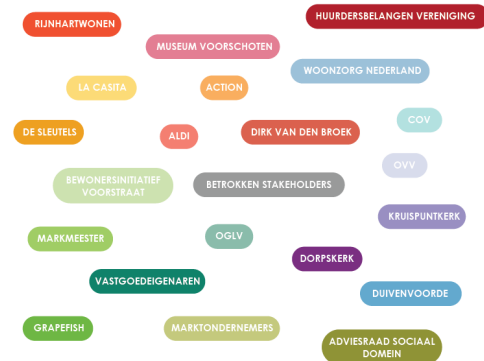 HUURDERSBELANGEN VERENIGING
RIJNHARTWONEN
MUSEUM VOORSCHOTEN
WOONZORG NEDERLAND
LA CASITA
ACTION
COV
DE SLEUTELS
ALDI
DIRK VAN DEN BROEK
OVV
BEWONERSINITIATIEF
VOORSTRAAT
BETROKKEN STAKEHOLDERS
KRUISPUNTKERK
MARKMEESTER
OGLV
DORPSKERK
VASTGOEDEIGENAREN
DUIVENVOORDE
GRAPEFISH
MARKTONDERNEMERS
ADVIESRAAD SOCIAAL
DOMEIN